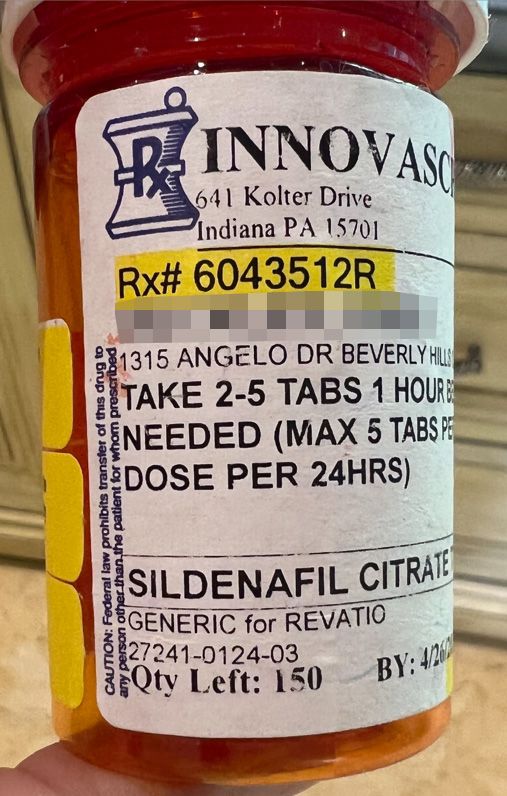 Rx
INNOVASC
641 Kolter Drive
Indiana PA 15701
Rx# 6043512R
1315 ANGELO DR BEVERLY HILLS
TAKE 2-5 TABS 1 HOUR
NEEDED (MAX 5 TABS
DOSE PER 24HRS)
SILDENAFIL CITRATE
GENERIC for REVATIO
27241-0124-03
Qty Left: 150 BY: 4/26/
CAUTION: Federal law prohibits transfer of this drug to
any person other than the patient for whom prescribed